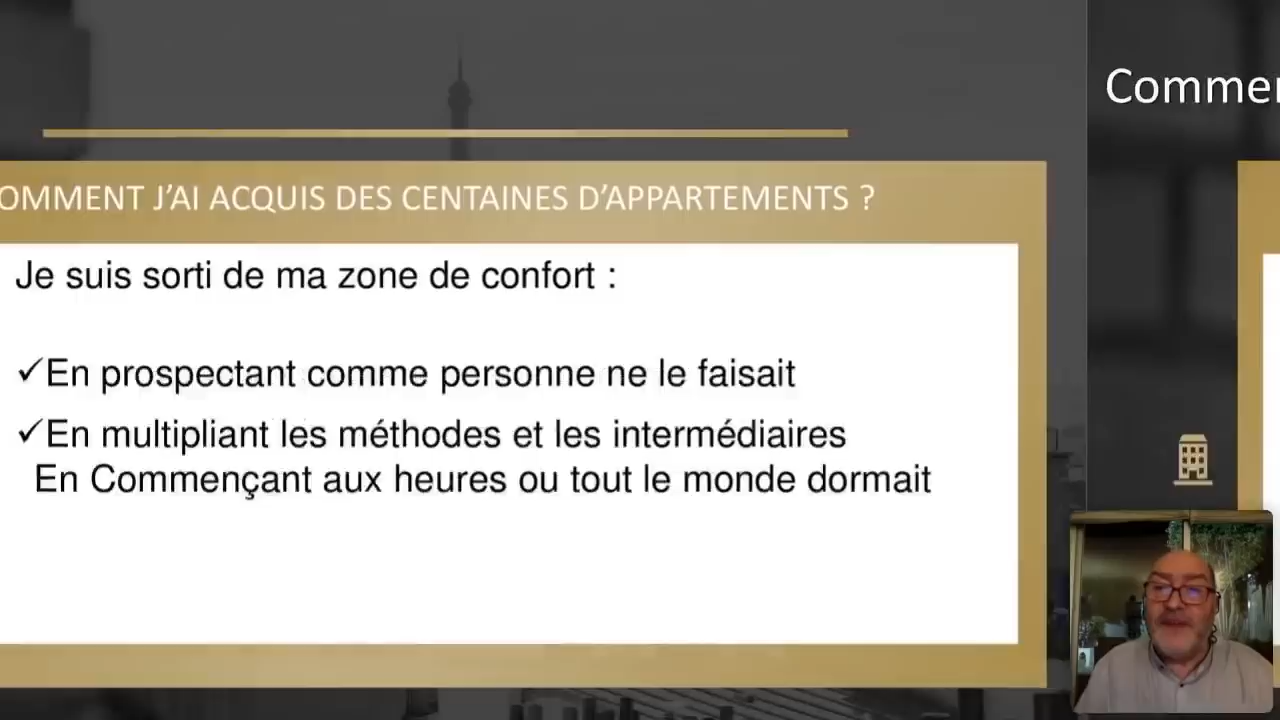 OMMENT J'AI ACQUIS DES CENTAINES D'APPARTEMENTS ?
Je suis sorti de ma zone de confort :
✓En prospectant comme personne ne le faisait
✓En multipliant les méthodes et les intermédiaires
En Commençant aux heures ou tout le monde dormait
Commen